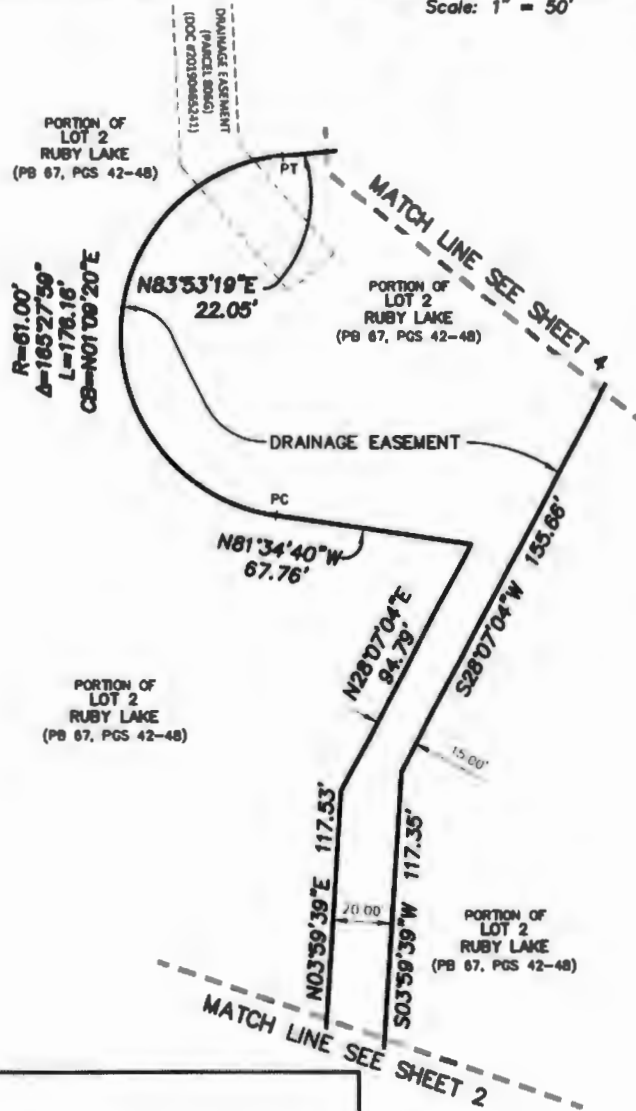 Scale: 1" = 50'
DRAINAGE EASEMENT
(PARCEL 806G)
(DOC #20190465241)
PORTION OF
LOT 2
RUBY LAKE
(PB 67, PGS 42-48)
PT
MATCH LINE SEE SHEET 4
N83°53'19"E
22.05'
PORTION OF
LOT 2
RUBY LAKE
(PB 67, PGS 42-48)
R=61.00'
Δ=165°27'59"
L=176.16'
CB=N01°09'20"E
DRAINAGE EASEMENT
PC
N81°34'40"W
67.76'
S28°07'04"W 155.66'
N28°07'04"E
94.79'
PORTION OF
LOT 2
RUBY LAKE
(PB 67, PGS 42-48)
15.00'
N03°59'39"E 117.53'
20.00'
S03°59'39"W 117.35'
PORTION OF
LOT 2
RUBY LAKE
(PB 67, PGS 42-48)
MATCH LINE SEE SHEET 2